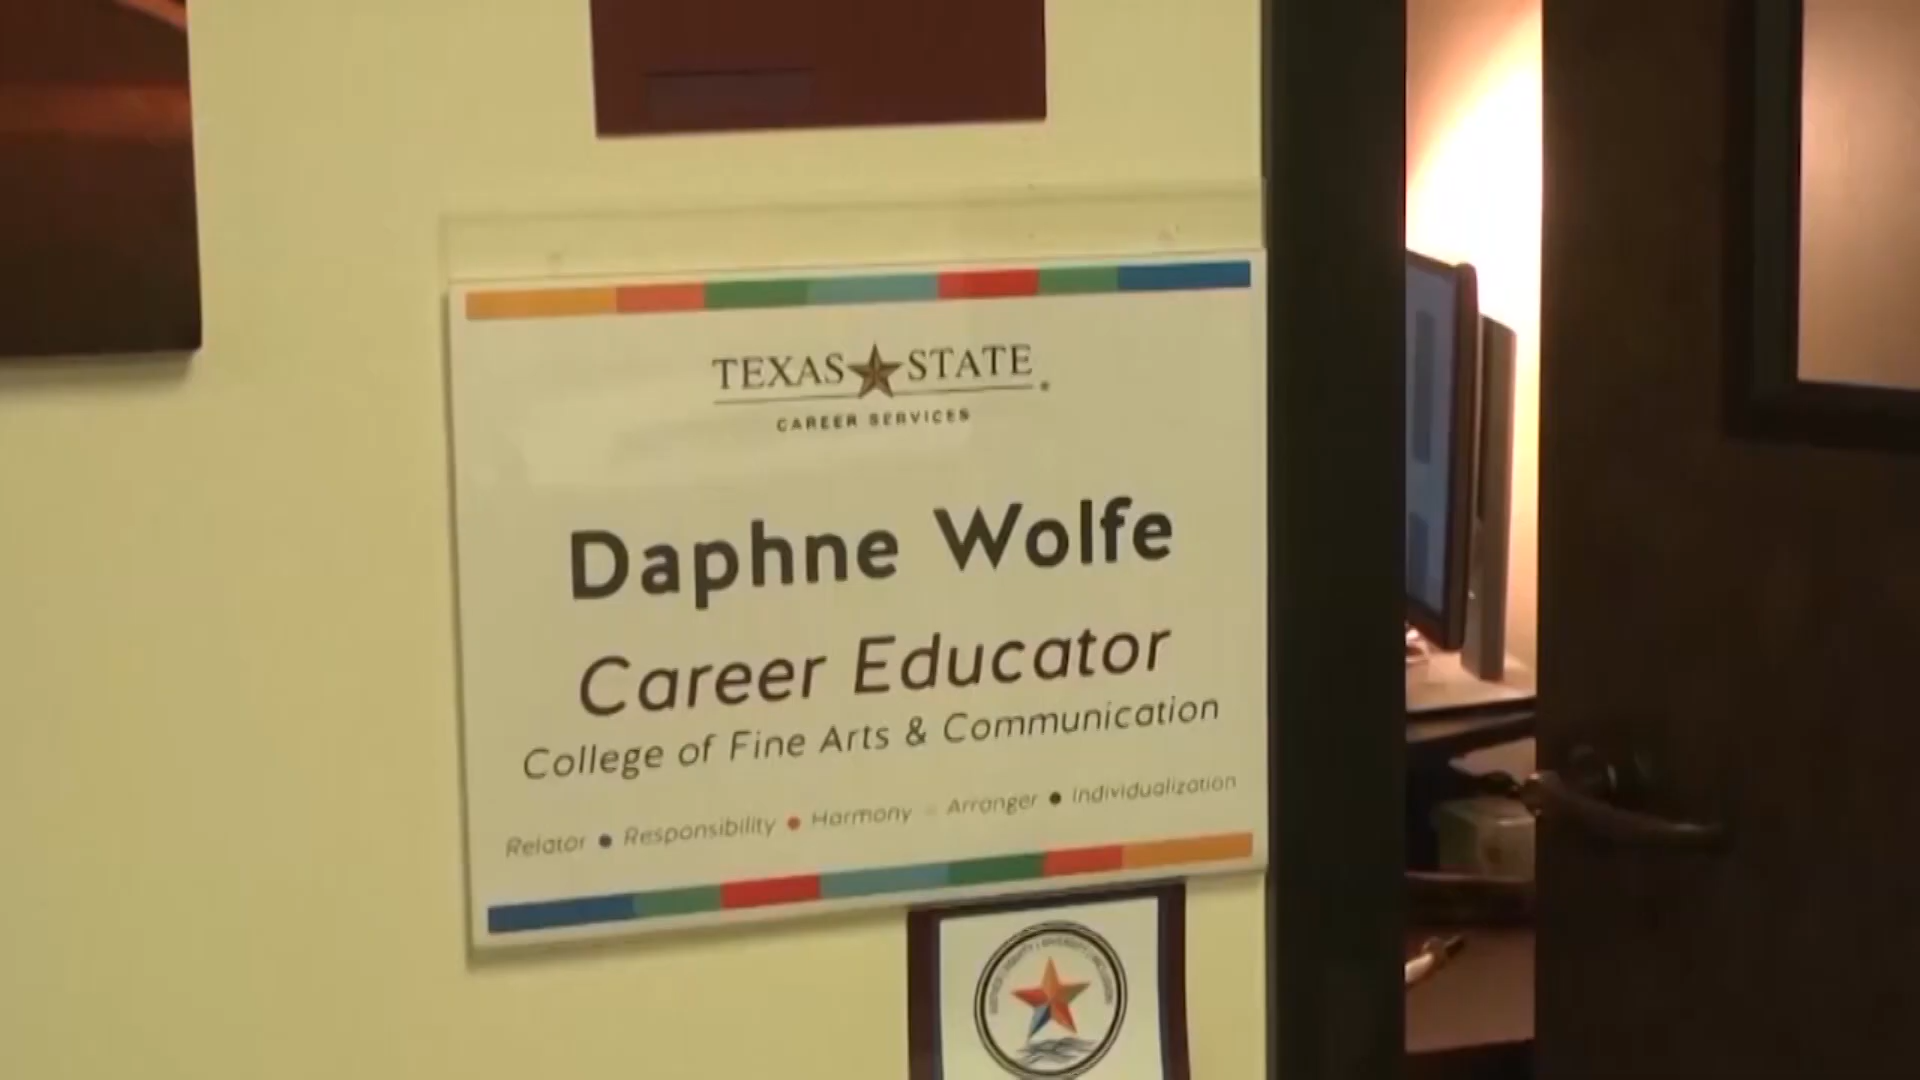 TEXAS STATE
CAREER SERVICES
Daphne Wolfe
Career Educator
College of Fine Arts & Communication
Relator • Responsibility • Harmony • Arranger • Individualization